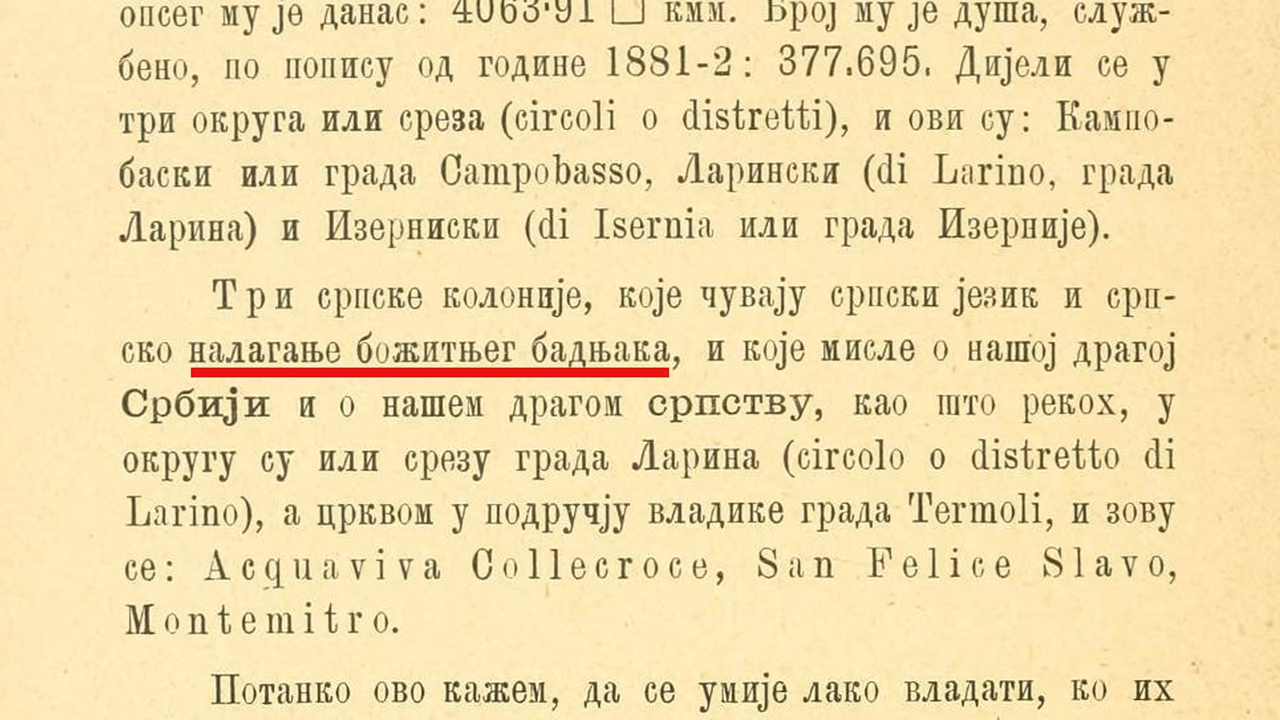 опсег му је данас: 4063·91 □ кмм. Број му је душа, служ-
бено, по попису од године 1881-2: 377.695. Дијели се у
три округа или среза (circoli o distretti), и ови су: Кампо-
баски или града Campobasso, Ларински (di Larino, града
Ларина) и Изерниски (di Isernia или града Изерније).
Три српске колоније, које чувају српски језик и срп-
ско налагање божитњег бадњака, и које мисле о нашој драгој
Србији и о нашем драгом српству, као што рекох, у
округу су или срезу града Ларина (circolo o distretto di
Larino), а црквом у подручју владике града Termoli, и зову
се: Acquaviva Collecroce, San Felice Slavo,
Montemitro.
Потанко ово кажем, да се умије лако владати, ко их